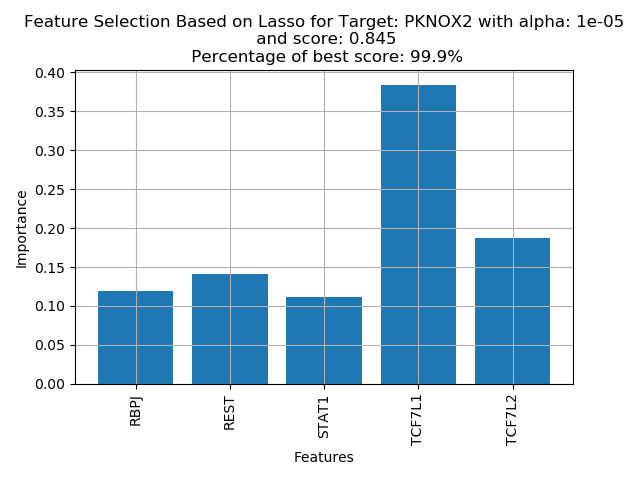 Feature Selection Based on Lasso for Target: PKNOX2 with alpha: 1e-05
and score: 0.845
Percentage of best score: 99.9%
0.40
0.35
0.30
0.25
0.20
0.15
0.10
0.05
0.00
Importance
RBPJ
REST
STAT1
TCF7L1
TCF7L2
Features